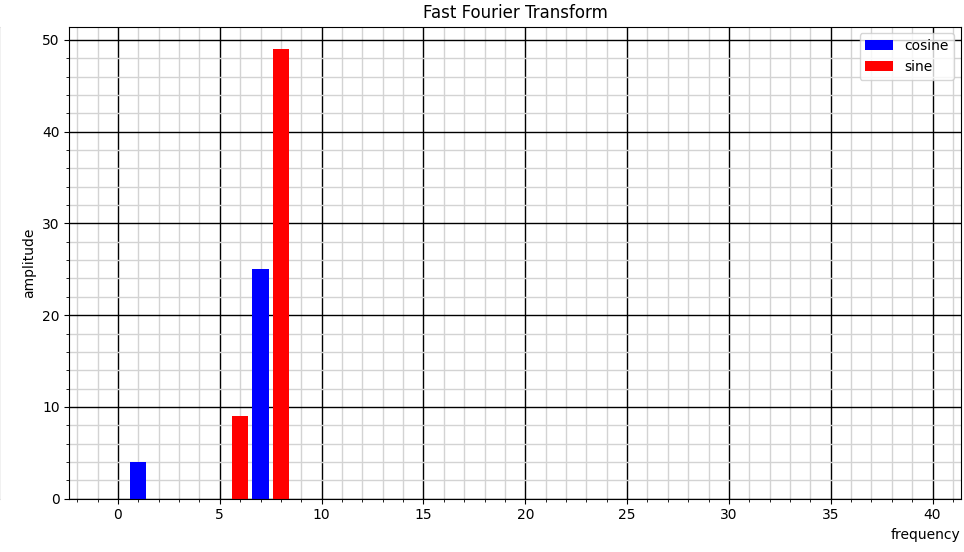 Fast Fourier Transform
cosine
sine
50
40
30
20
10
0
amplitude
0 5 10 15 20 25 30 35 40
frequency